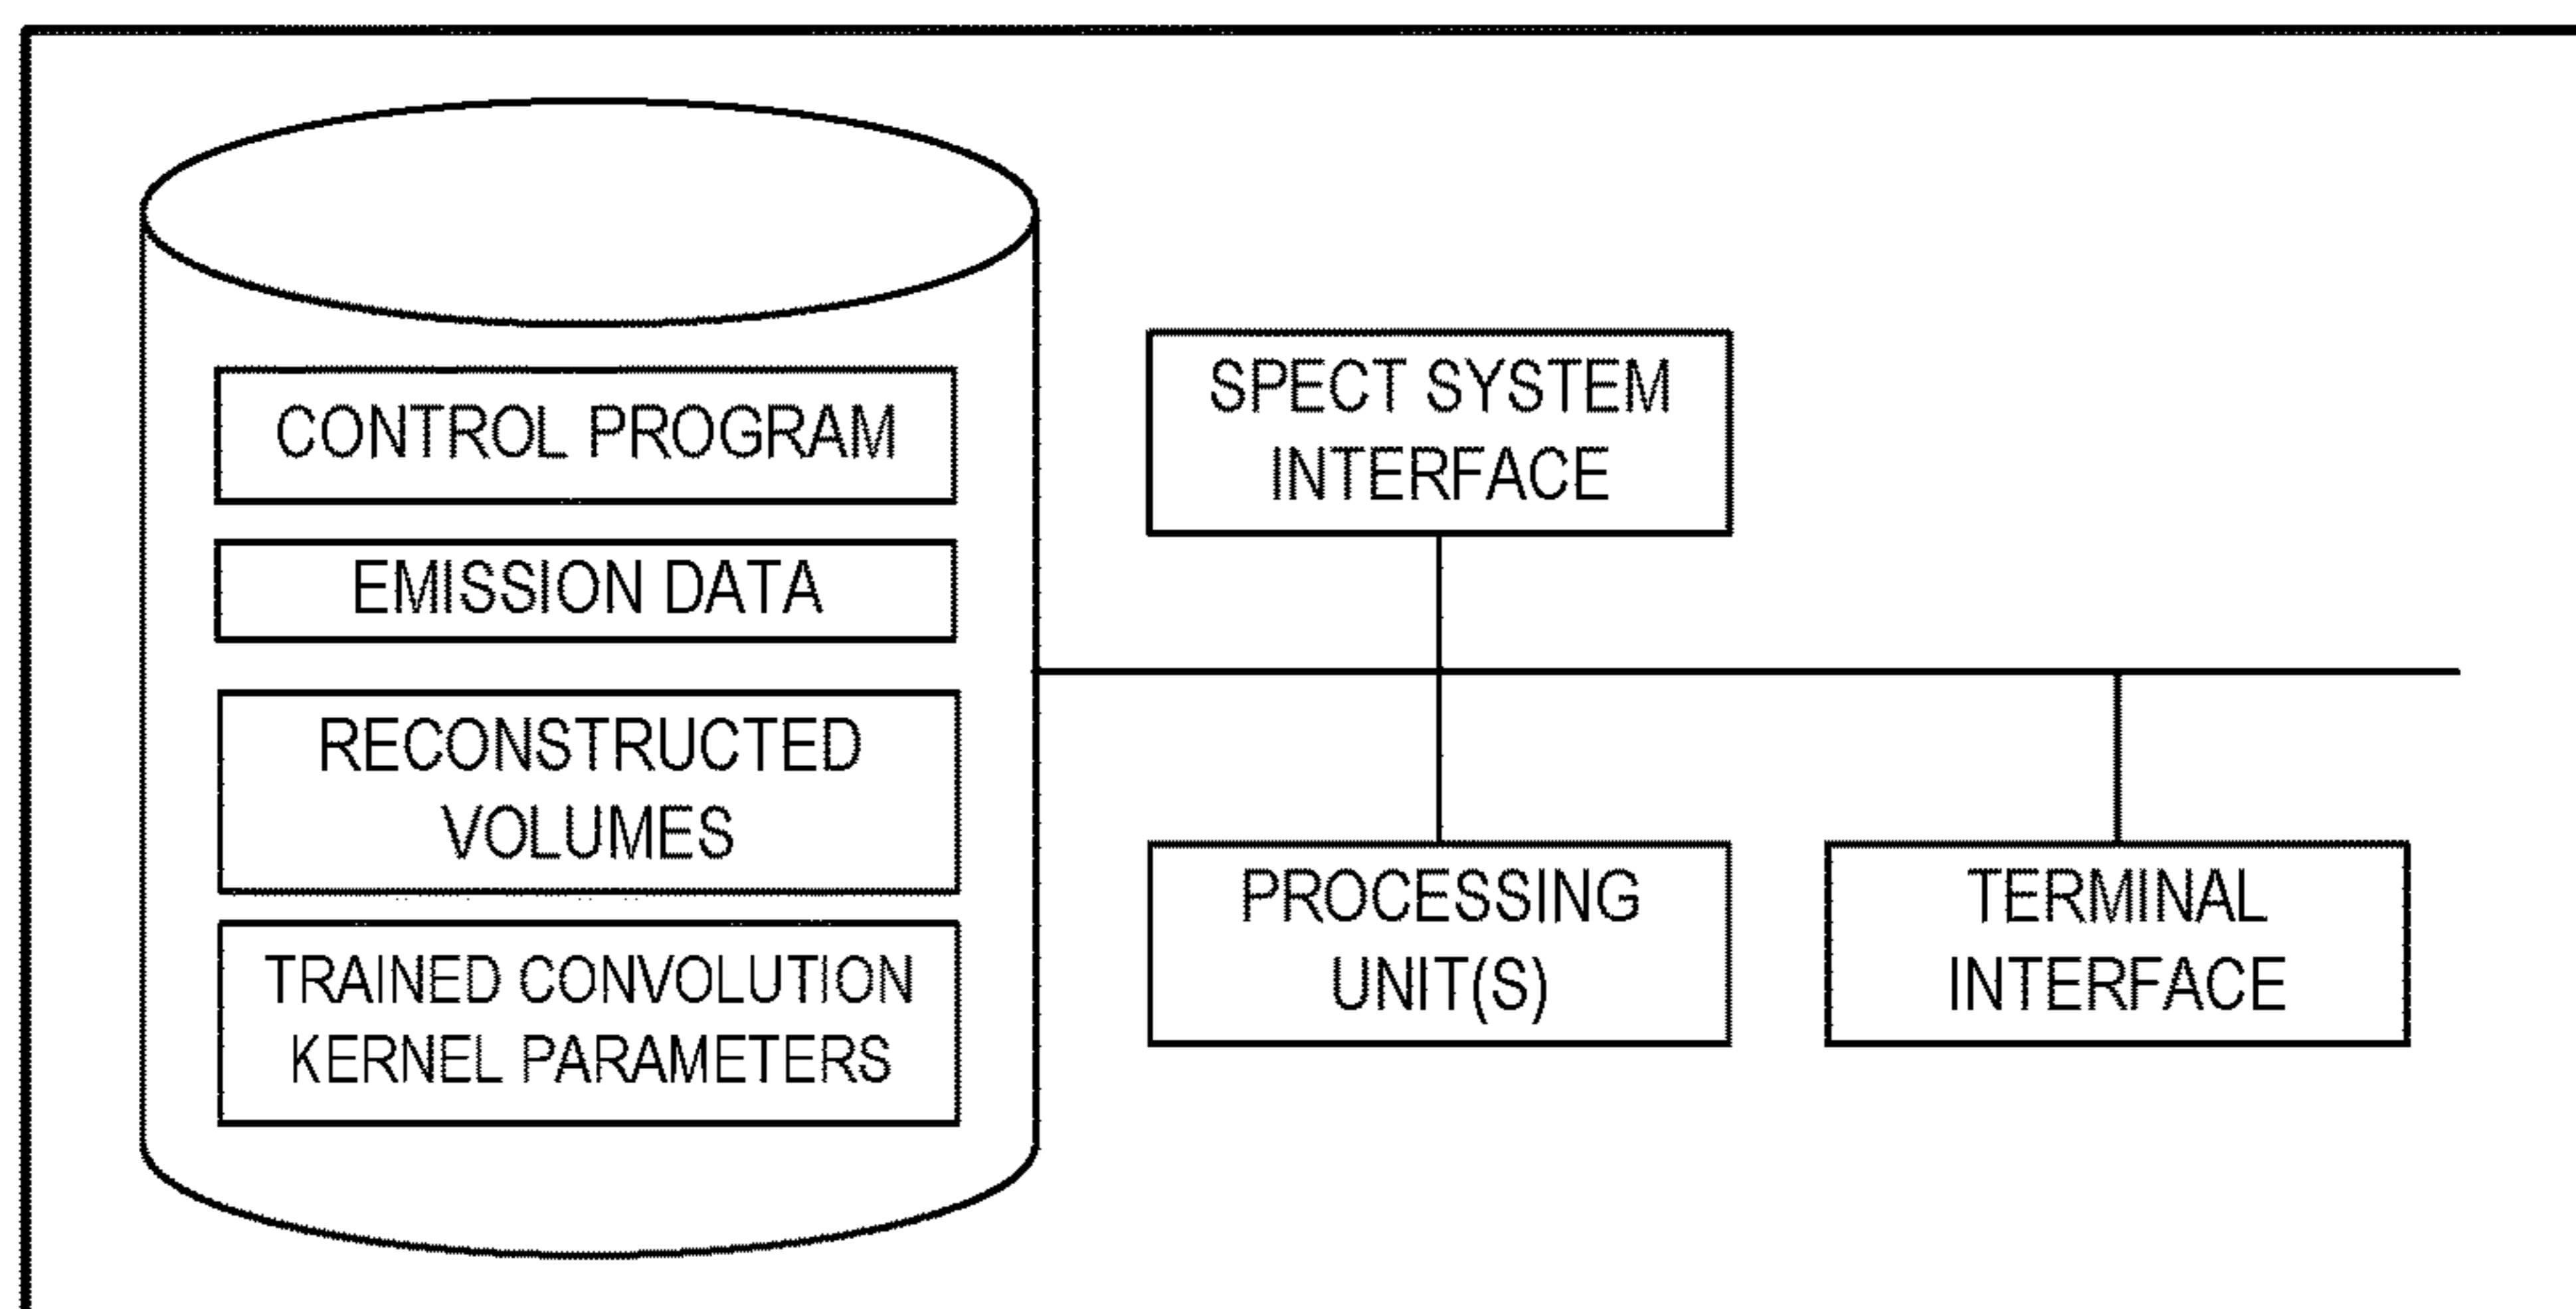 CONTROL PROGRAM
EMISSION DATA
RECONSTRUCTED
VOLUMES
TRAINED CONVOLUTION
KERNEL PARAMETERS
SPECT SYSTEM
INTERFACE
PROCESSING
UNIT(S)
TERMINAL
INTERFACE